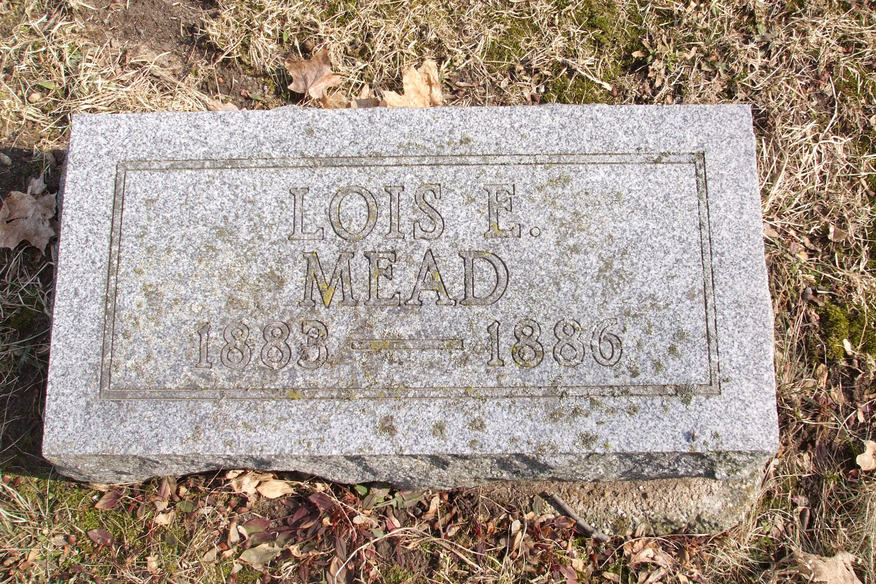 LOIS E.
MEAD
1883 — 1886